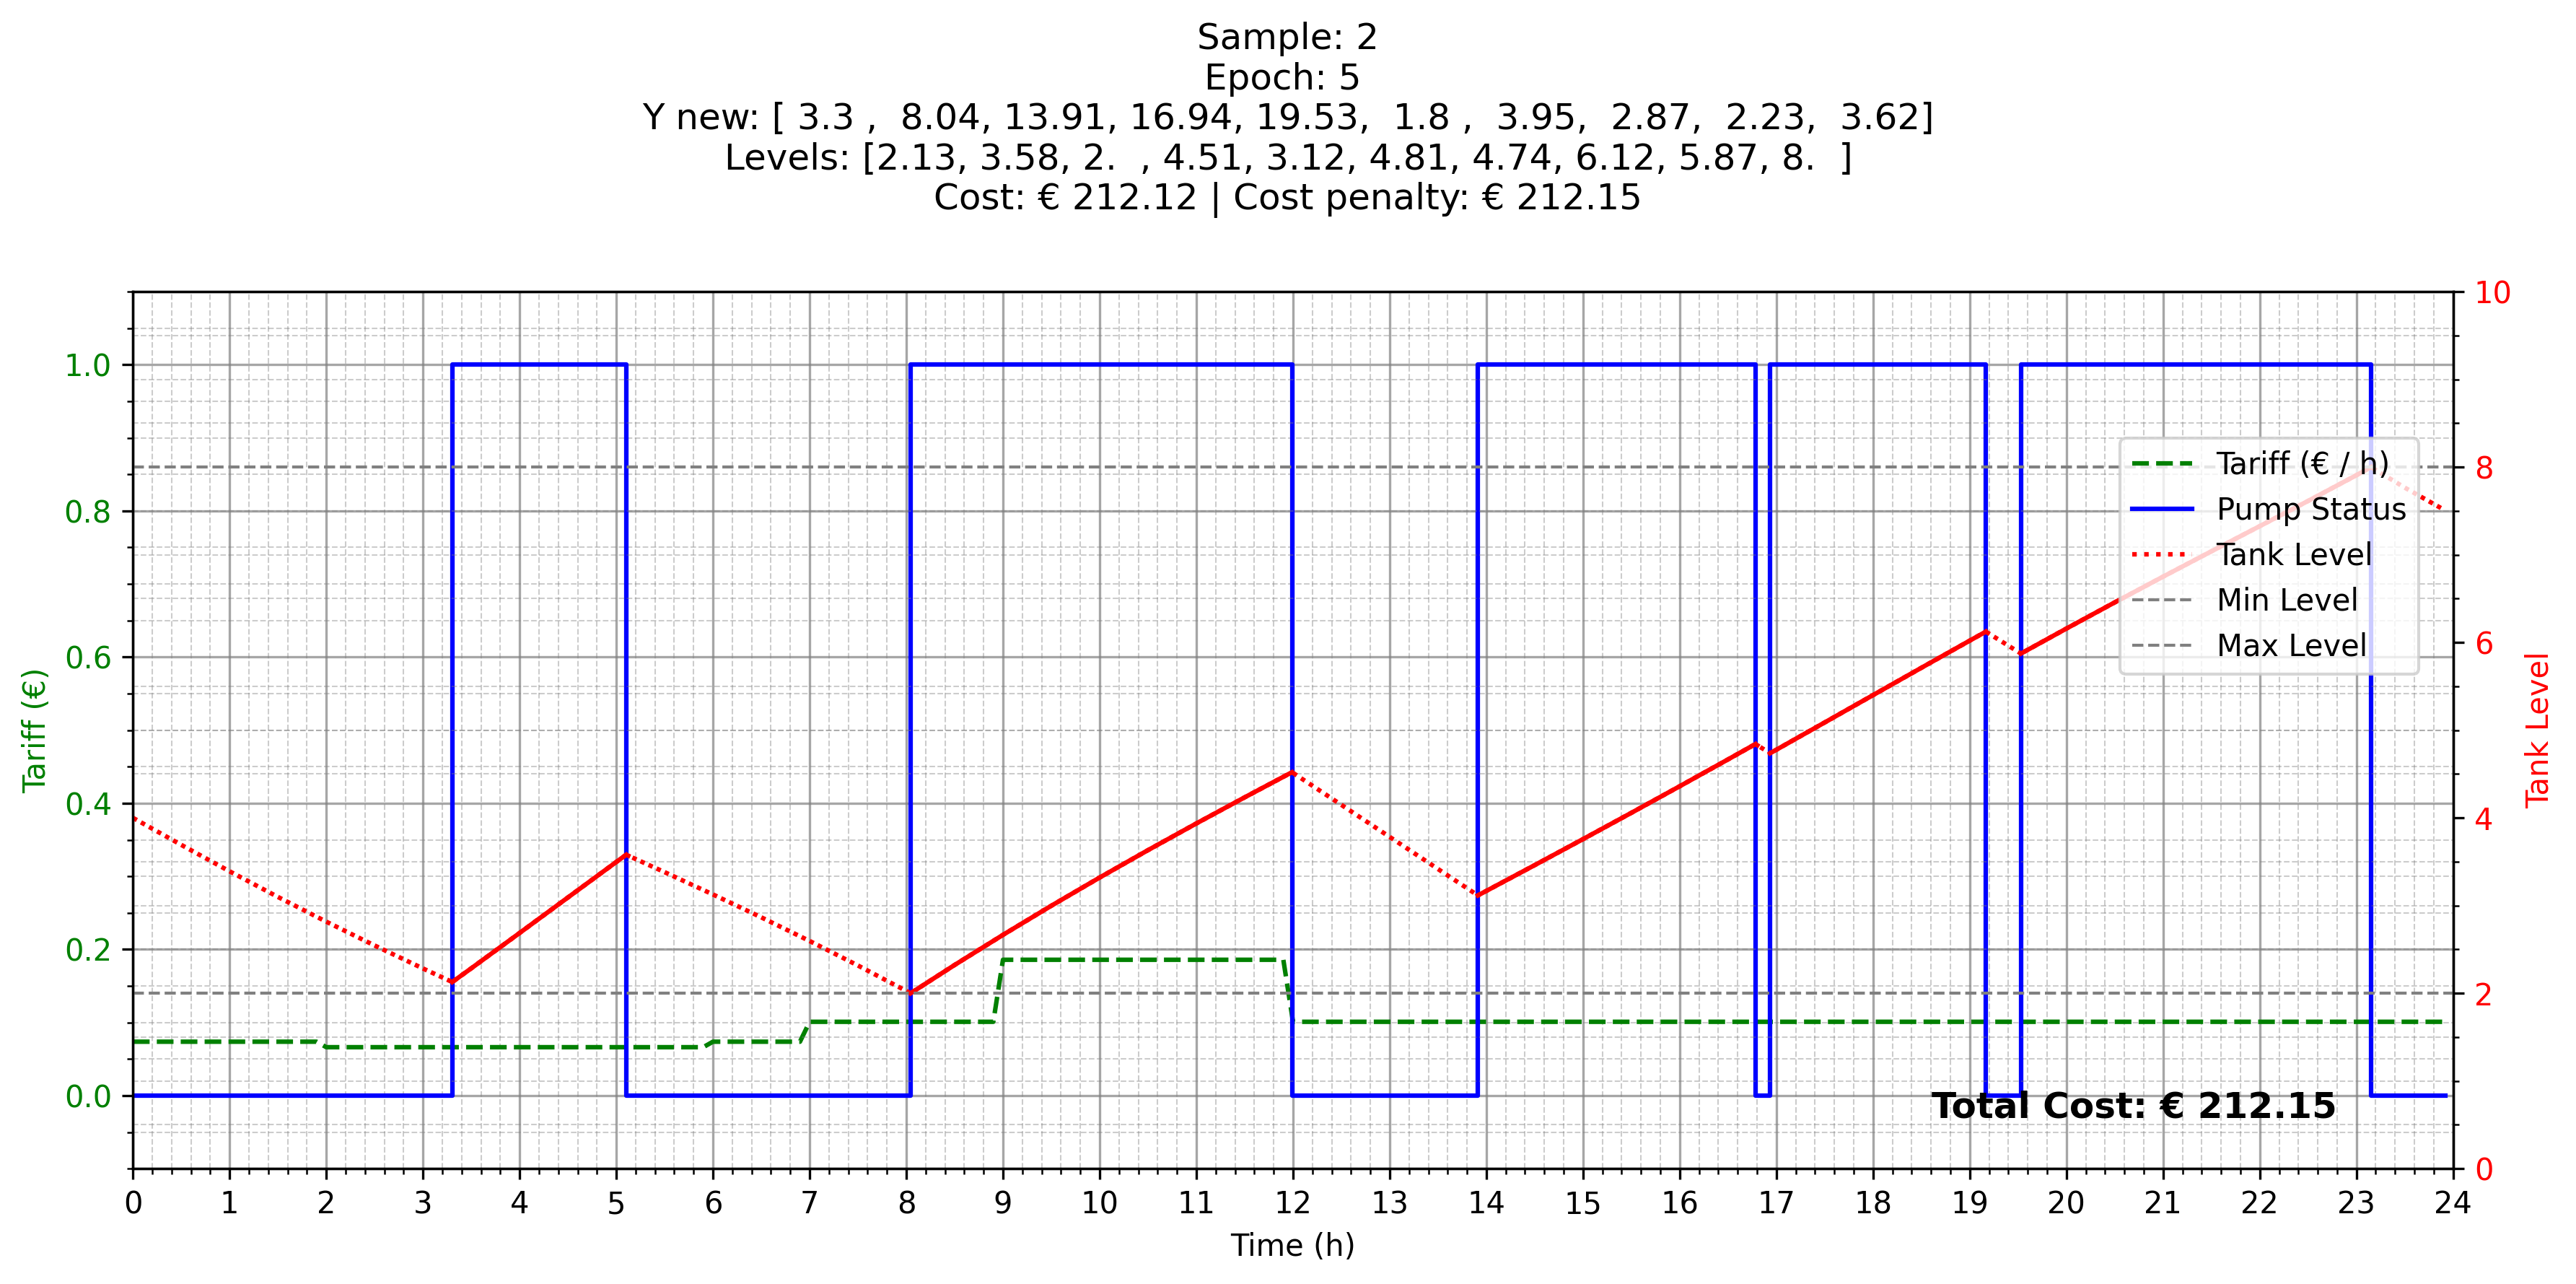 Sample: 2
Epoch: 5
Y new: [ 3.3 ,  8.04, 13.91, 16.94, 19.53,  1.8 ,  3.95,  2.87,  2.23,  3.62]
Levels: [2.13, 3.58, 2.  , 4.51, 3.12, 4.81, 4.74, 6.12, 5.87, 8.  ]
Cost: € 212.12 | Cost penalty: € 212.15
10
1.0
8
Tariff (€ / h)
0.8
Pump Status
Tank Level
Min Level
0.6
6
Max Level
Tariff (€)
Tank Level
0.4
4
0.2
2
0.0
Total Cost: € 212.15
0
0 1 2 3 4 5 6 7 8 9 10 11 12 13 14 15 16 17 18 19 20 21 22 23 24
Time (h)